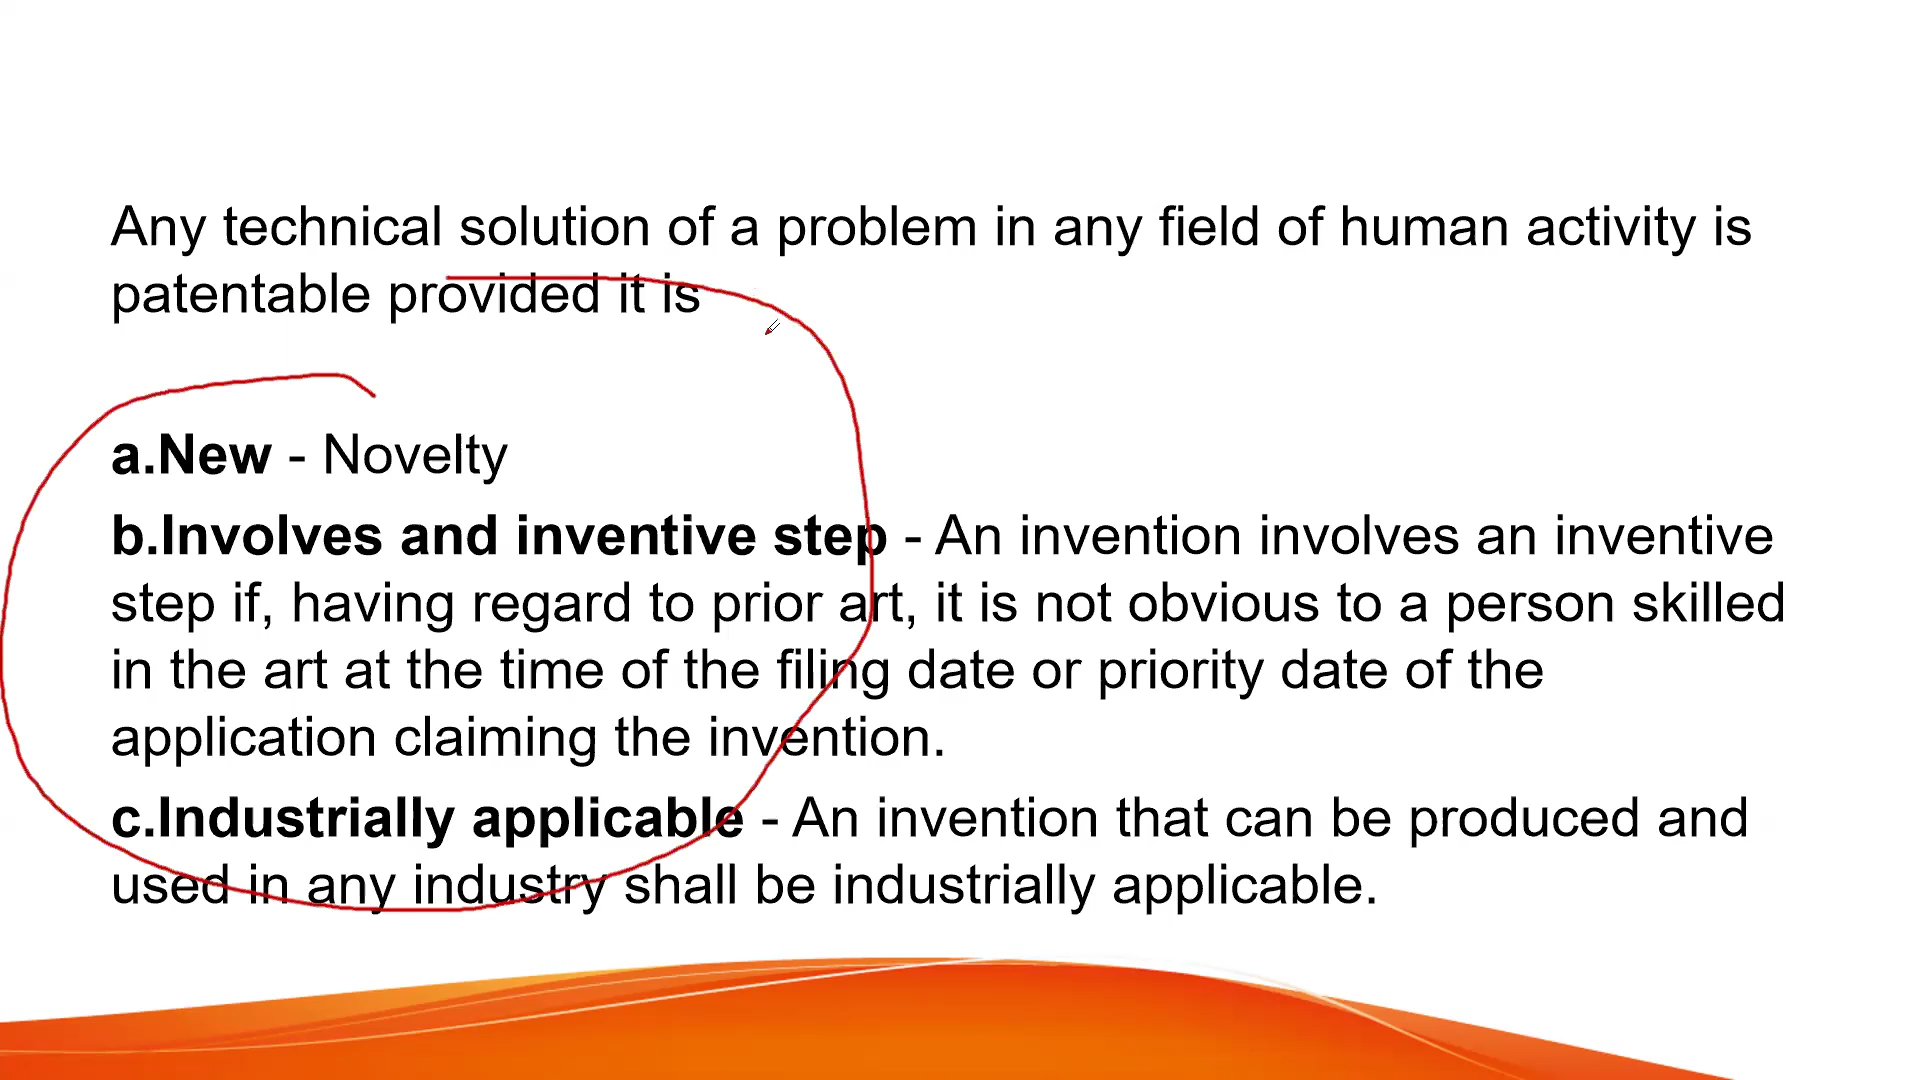 Any technical solution of a problem in any field of human activity is
patentable provided it is
a.New - Novelty
b.Involves and inventive step - An invention involves an inventive
step if, having regard to prior art, it is not obvious to a person skilled
in the art at the time of the filing date or priority date of the
application claiming the invention.
c.Industrially applicable - An invention that can be produced and
used in any industry shall be industrially applicable.